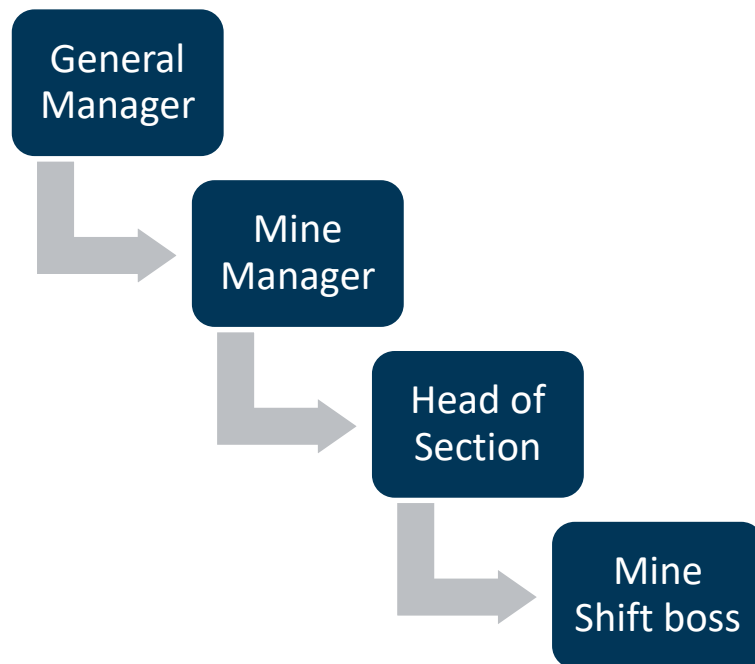 General
Manager
Mine
Manager
Head of
Section
Mine
Shift boss